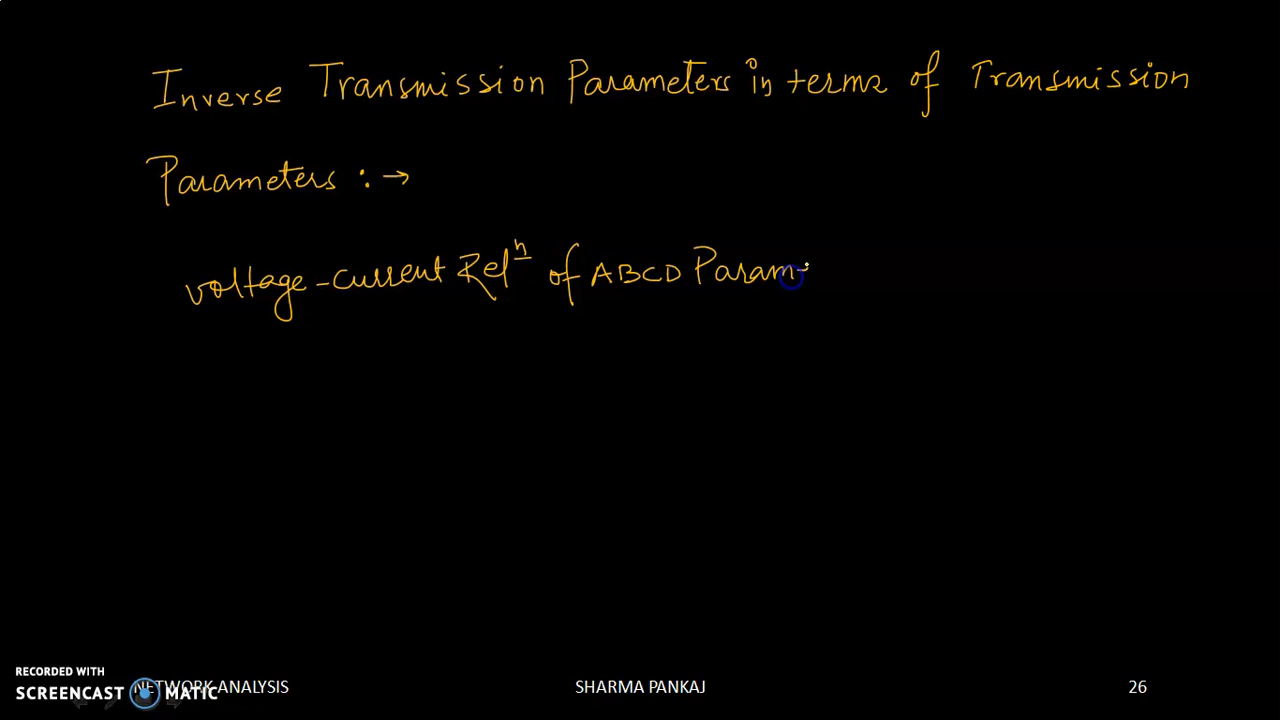 Inverse Transmission Parameters in terms of Transmission
Parameters :→
voltage-current Relⁿ of ABCD Param
RECORDED WITH
SCREENCAST MATIC
NETWORK ANALYSIS
SHARMA PANKAJ
26